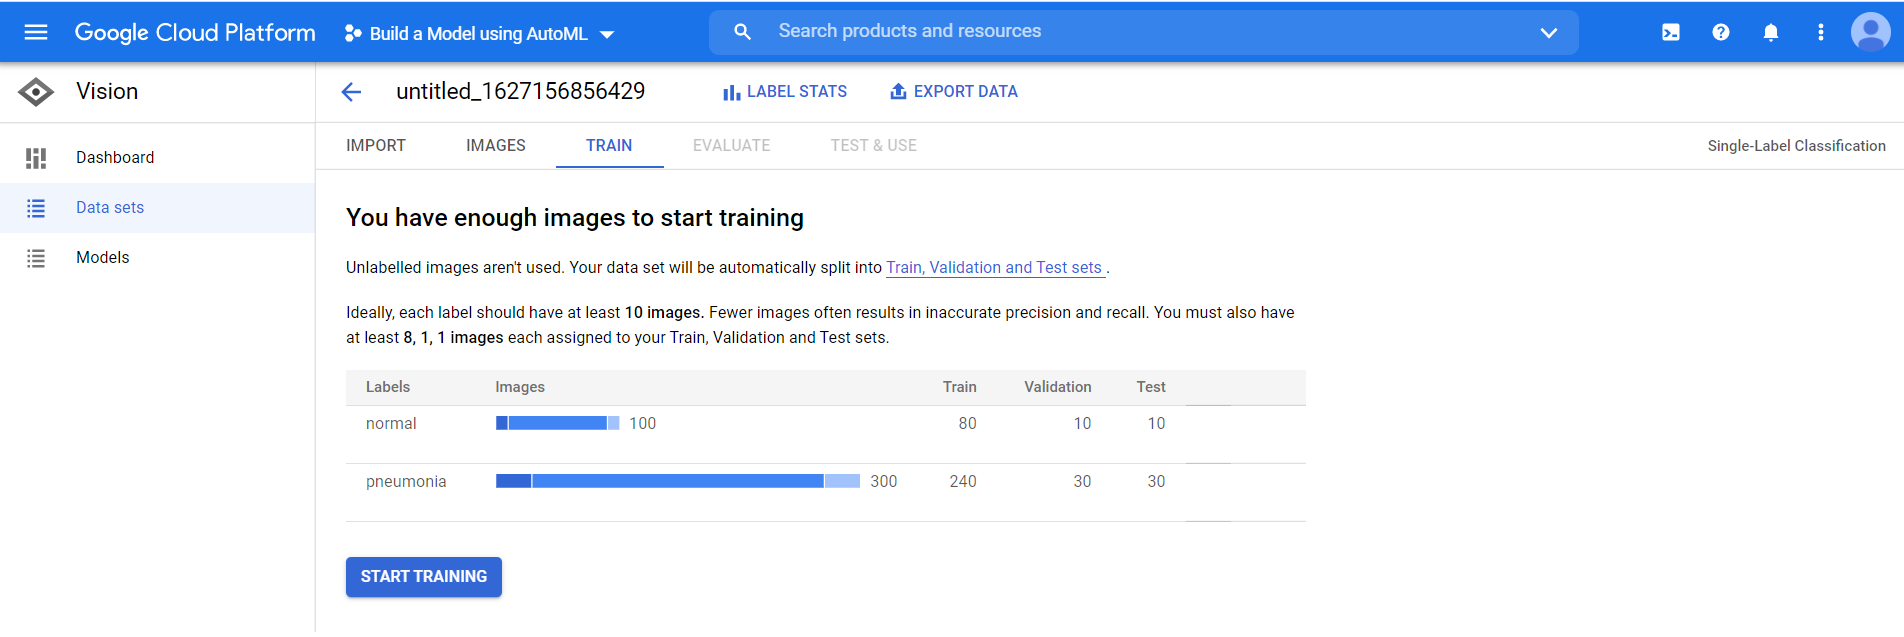 Google Cloud Platform
Build a Model using AutoML
Search products and resources
Vision
untitled_1627156856429
LABEL STATS
EXPORT DATA
Dashboard
Data sets
Models
IMPORT
IMAGES
TRAIN
EVALUATE
TEST & USE
Single-Label Classification
You have enough images to start training
Unlabelled images aren't used. Your data set will be automatically split into Train, Validation and Test sets .
Ideally, each label should have at least 10 images. Fewer images often results in inaccurate precision and recall. You must also have
at least 8, 1, 1 images each assigned to your Train, Validation and Test sets.
Labels Images Train Validation Test
normal 100 80 10 10
pneumonia 300 240 30 30
START TRAINING